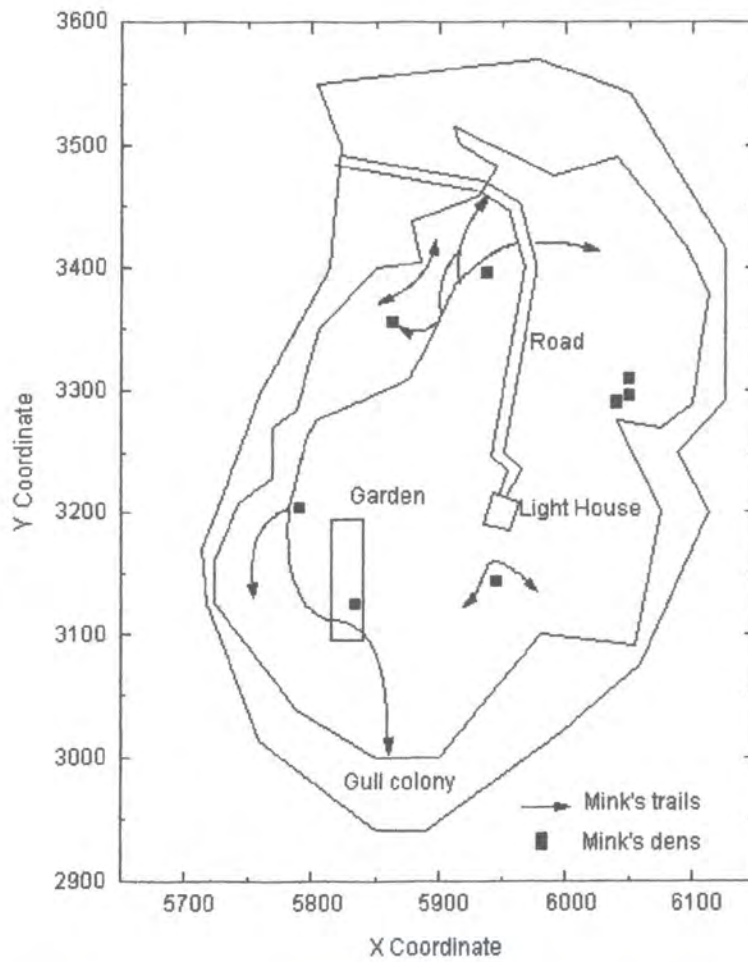 3600
3500
3400
3300
3200
3100
3000
2900
Y Coordinate
Road
Garden
Light House
Gull colony
Mink's trails
Mink's dens
5700 5800 5900 6000 6100
X Coordinate